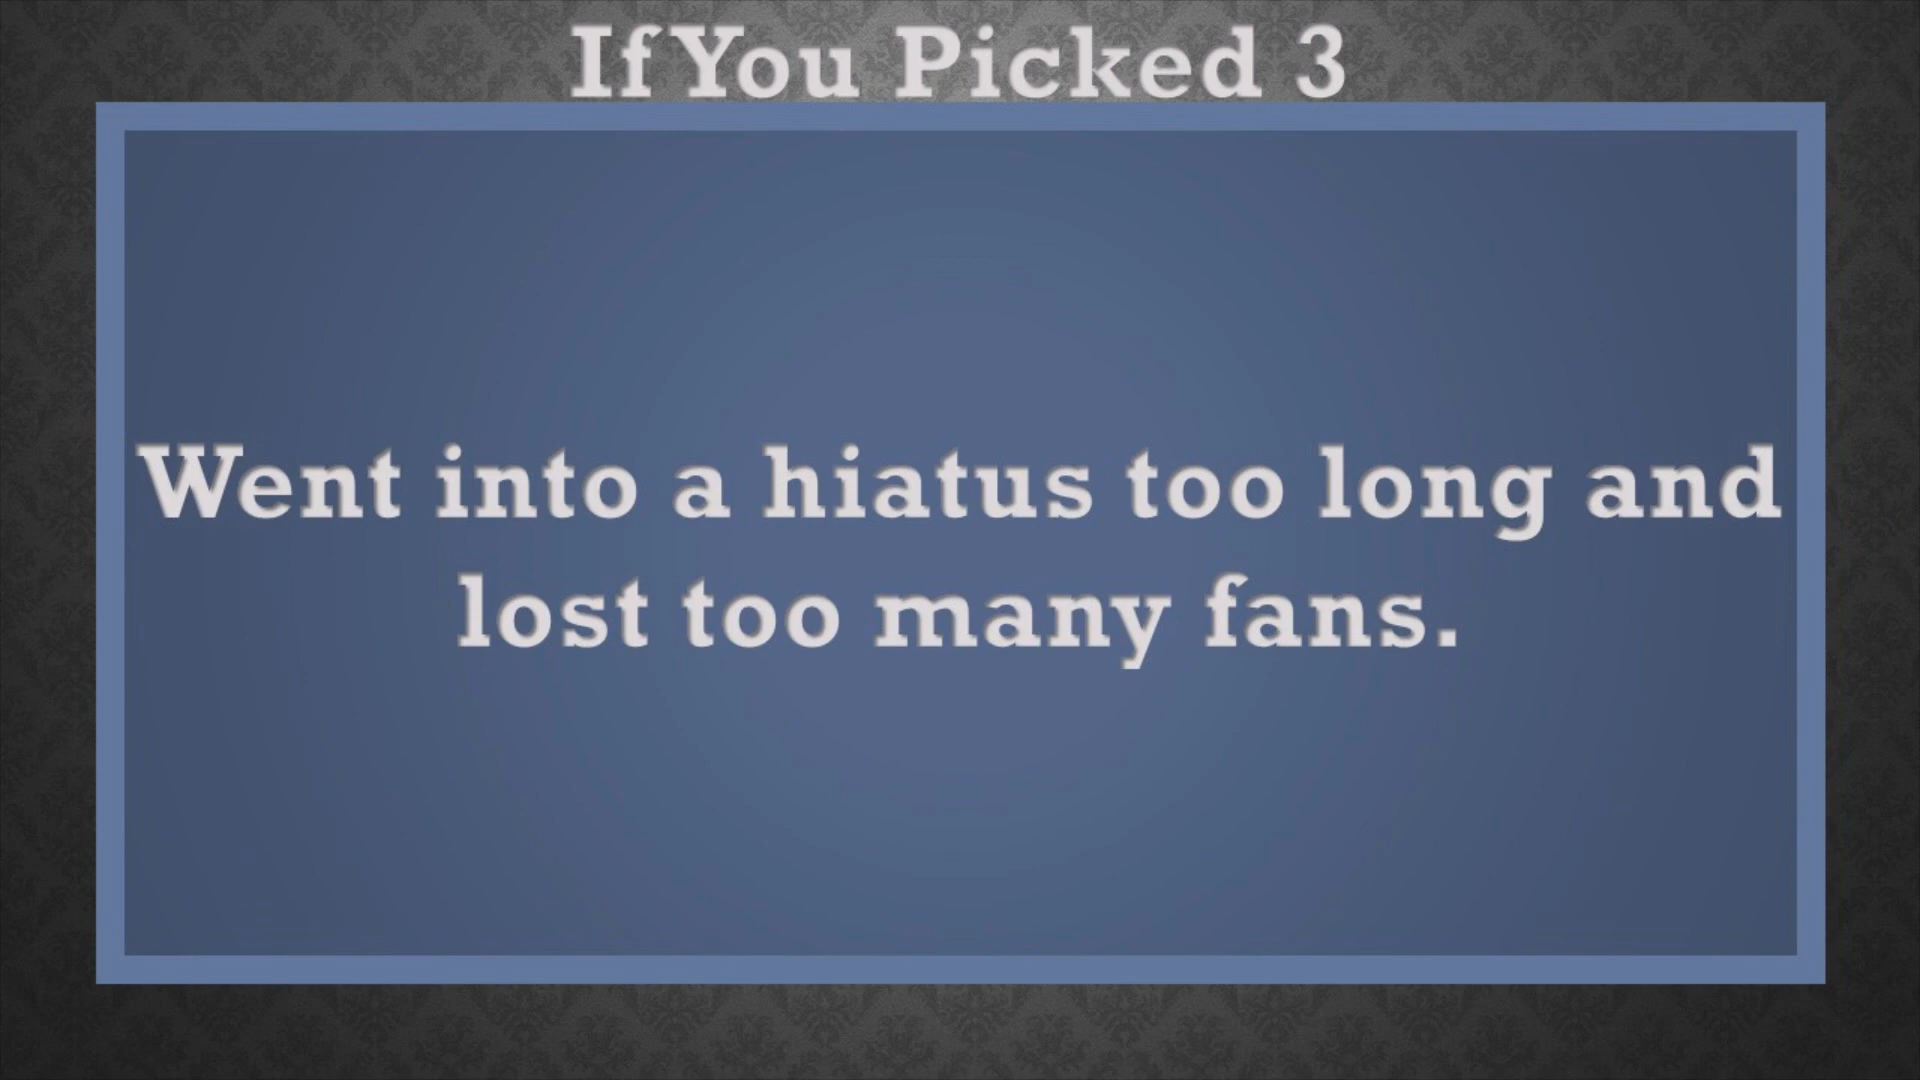 If You Picked 3
Went into a hiatus too long and
lost too many fans.